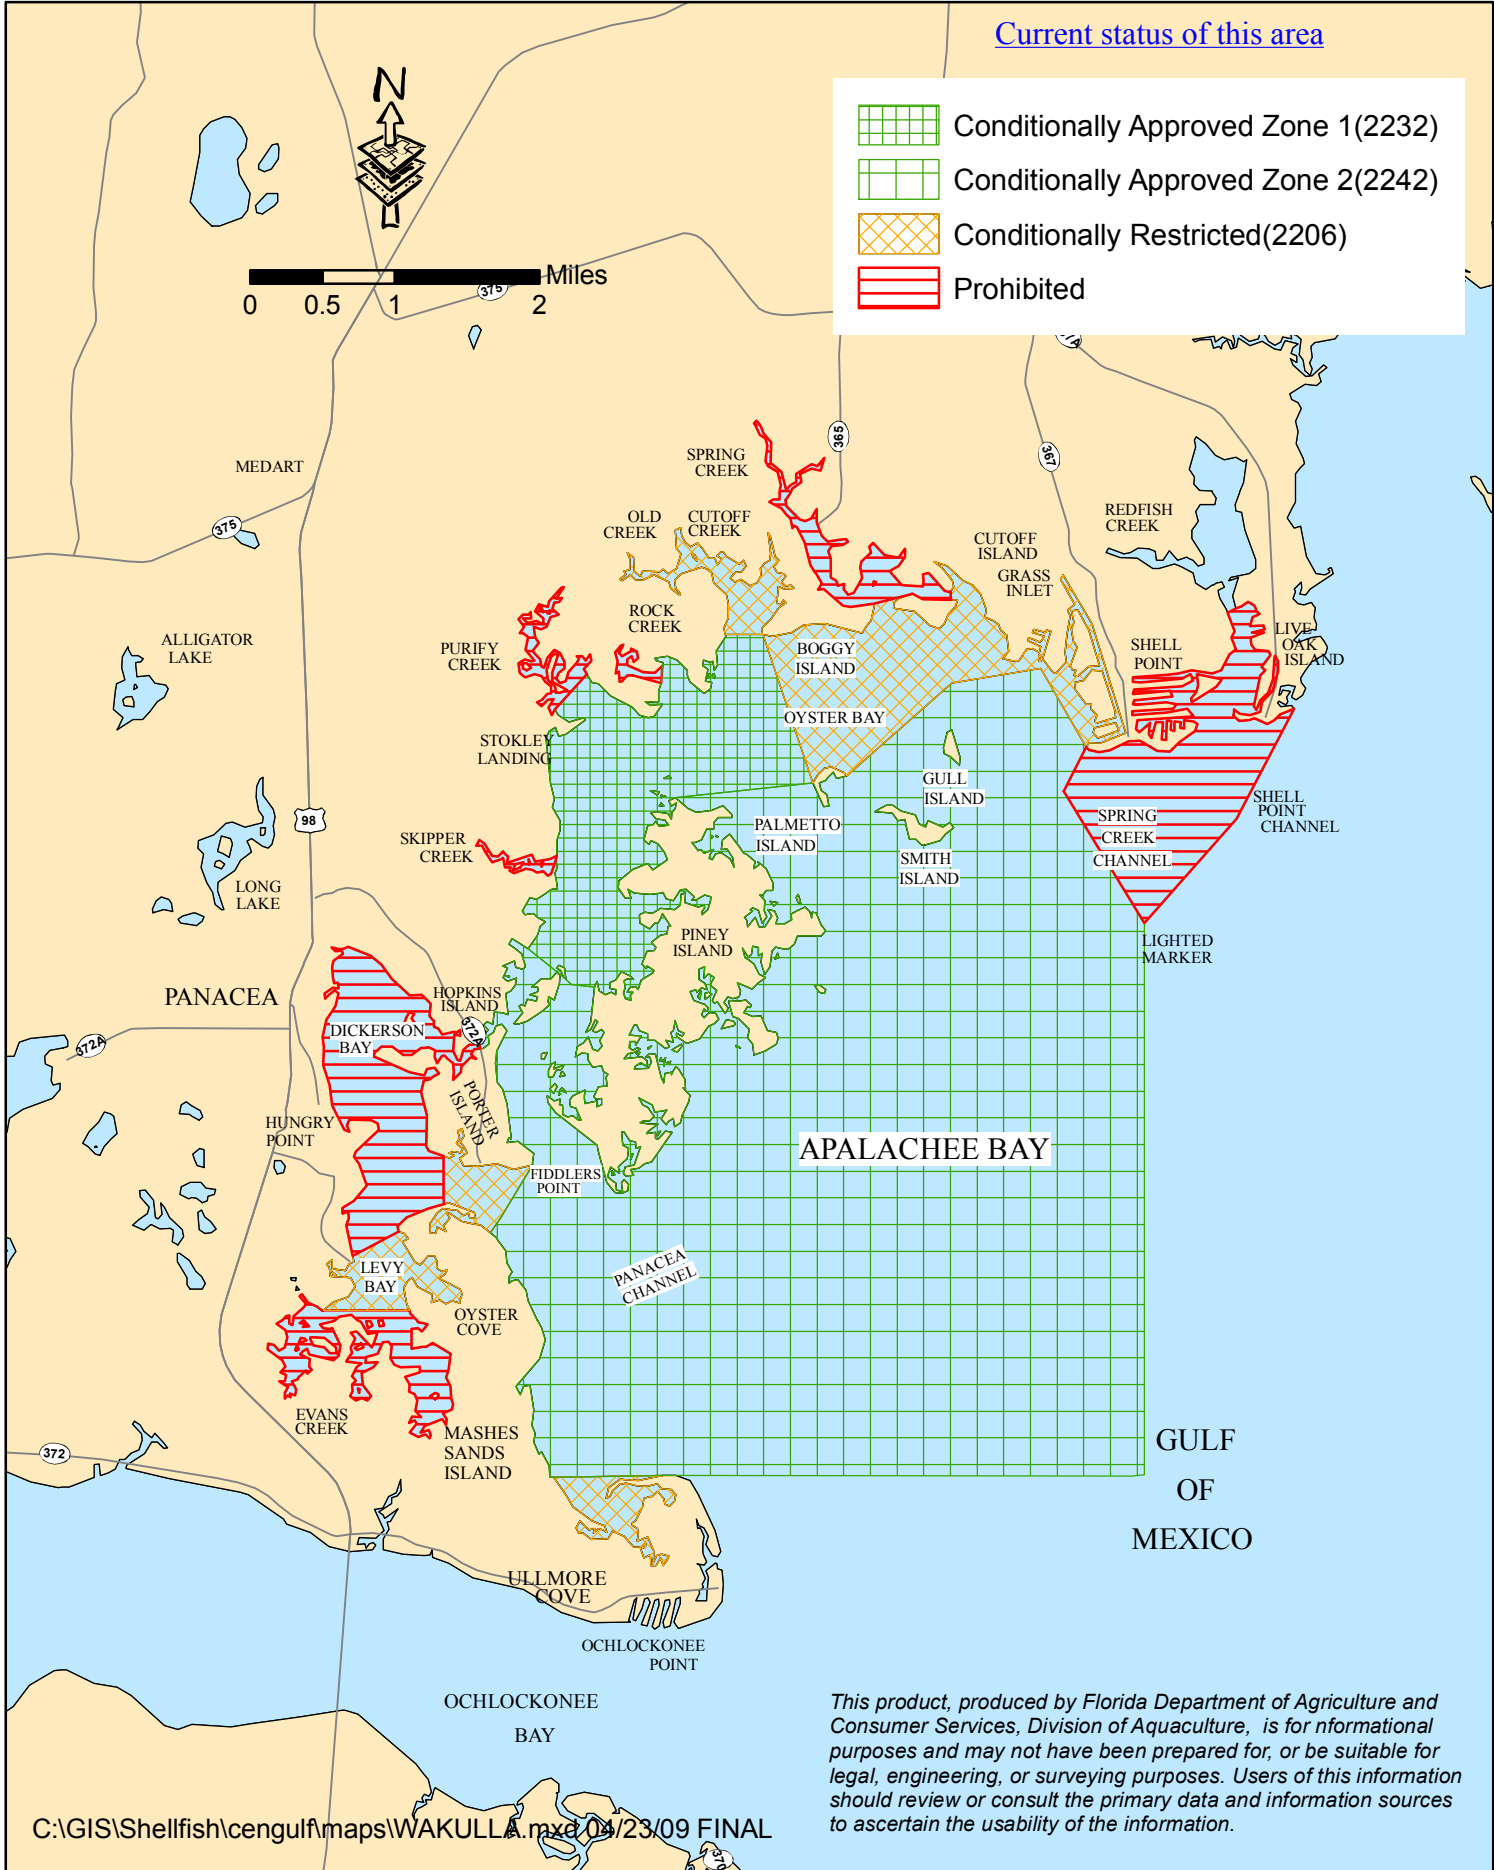 Current status of this area
N
Conditionally Approved Zone 1(2232)
Conditionally Approved Zone 2(2242)
Conditionally Restricted(2206)
Prohibited
Miles
0 0.5 1 2
375
365
367
MEDART
375
SPRING
CREEK
OLD
CREEK
CUTOFF
CREEK
REDFISH
CREEK
CUTOFF
ISLAND
GRASS
INLET
ROCK
CREEK
PURIFY
CREEK
ALLIGATOR
LAKE
BOGGY
ISLAND
SHELL
POINT
LIVE
OAK
ISLAND
OYSTER BAY
STOKLEY
LANDING
GULL
ISLAND
SHELL
POINT
CHANNEL
SPRING
CREEK
CHANNEL
98
PALMETTO
ISLAND
SKIPPER
CREEK
SMITH
ISLAND
LONG
LAKE
PINEY
ISLAND
LIGHTED
MARKER
PANACEA
HOPKINS
ISLAND
372A
DICKERSON
BAY
372A
PORTER
ISLAND
HUNGRY
POINT
APALACHEE BAY
FIDDLERS
POINT
PANACEA
CHANNEL
LEVY
BAY
OYSTER
COVE
EVANS
CREEK
MASHES
SANDS
ISLAND
372
GULF
OF
MEXICO
ULLMORE
COVE
OCHLOCKONEE
POINT
OCHLOCKONEE
BAY
This product, produced by Florida Department of Agriculture and
Consumer Services, Division of Aquaculture, is for nformational
purposes and may not have been prepared for, or be suitable for
legal, engineering, or surveying purposes. Users of this information
should review or consult the primary data and information sources
to ascertain the usability of the information.
C:\GIS\Shellfish\cengulf\maps\WAKULLA.mxd 04/23/09 FINAL
370